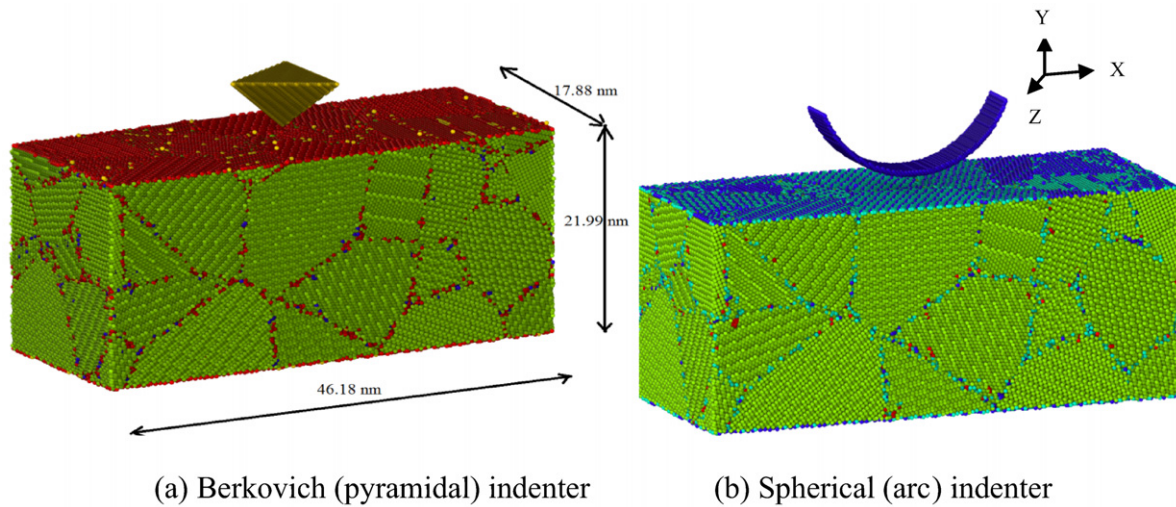 Y
X
Z
17.88 nm
21.99 nm
46.18 nm
(a) Berkovich (pyramidal) indenter
(b) Spherical (arc) indenter